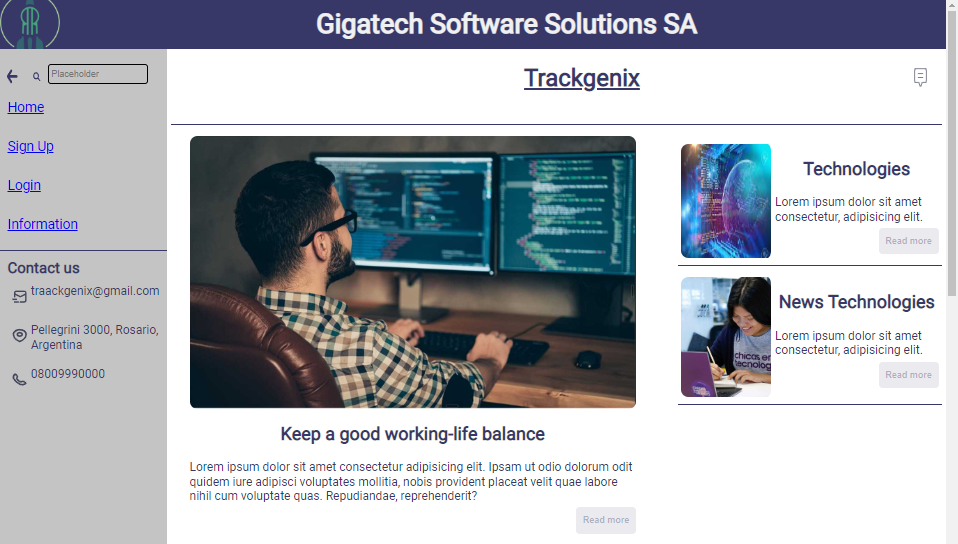 Gigatech Software Solutions SA
Placeholder
Home
Sign Up
Login
Information
Contact us
traackgenix@gmail.com
Pellegrini 3000, Rosario,
Argentina
08009990000
Trackgenix
Keep a good working-life balance
Lorem ipsum dolor sit amet consectetur adipisicing elit. Ipsam ut odio dolorum odit
quidem iure adipisci voluptates mollitia, nobis provident placeat velit quae labore
nihil cum voluptate quas. Repudiandae, reprehenderit?
Read more
Technologies
Lorem ipsum dolor sit amet
consectetur, adipisicing elit.
Read more
News Technologies
Lorem ipsum dolor sit amet
consectetur, adipisicing elit.
Read more
chicas en
tecnolog